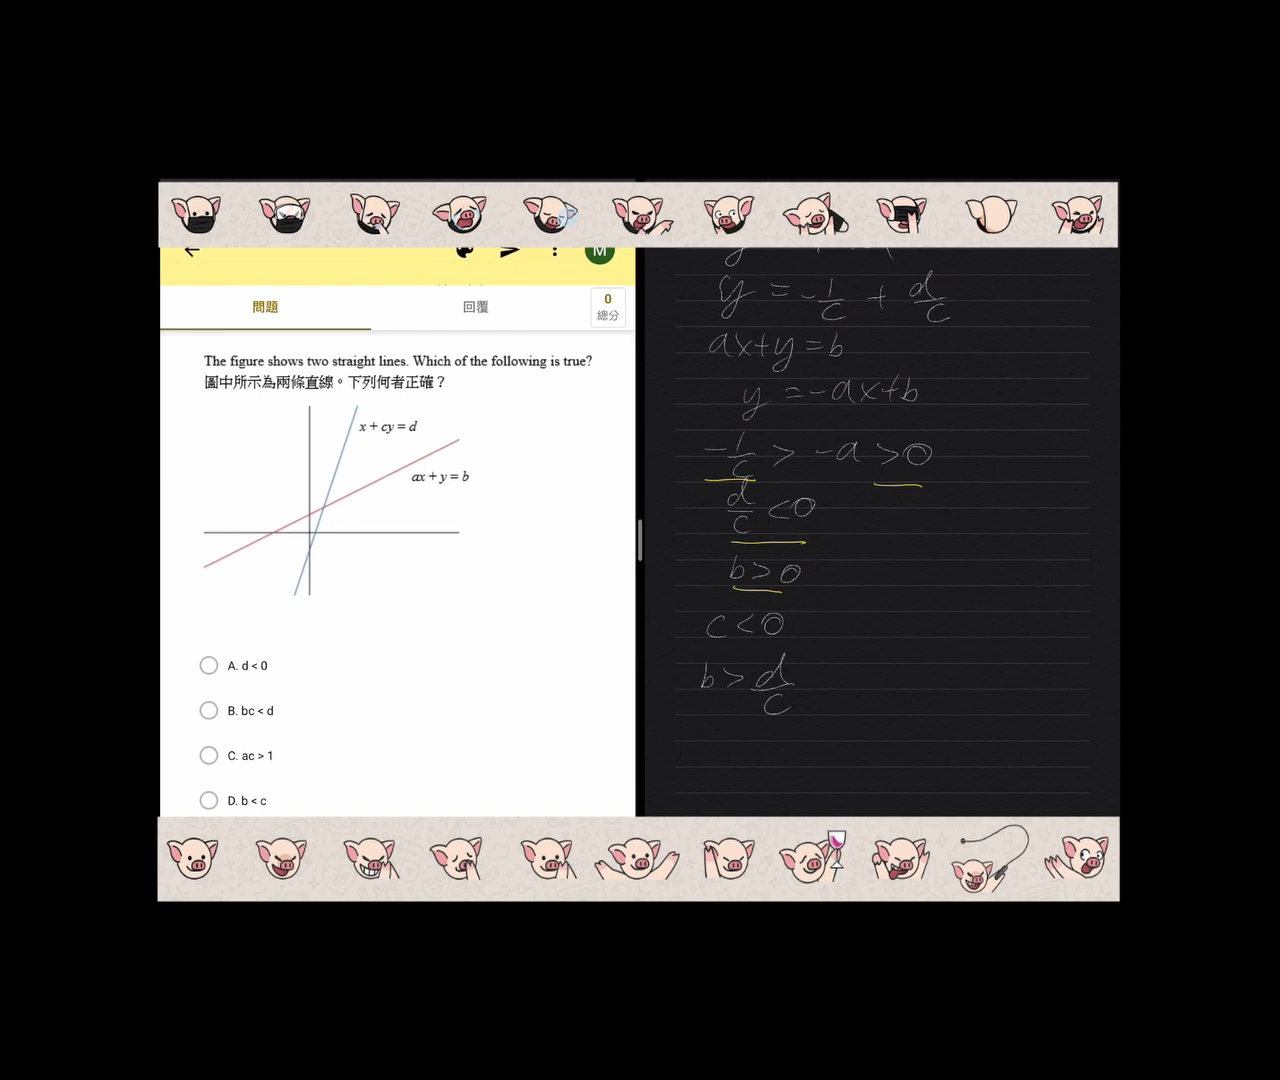 M
問題
回覆
0
總分
The figure shows two straight lines. Which of the following is true?
圖中所示為兩條直線。下列何者正確？
x + cy = d
ax + y = b
A. d < 0
B. bc < d
C. ac > 1
D. b < c
y = -1/c + d/c
ax+y=b
y = -ax+b
-1/c > -a >0
d/c <0
b>0
c<0
b> d/c